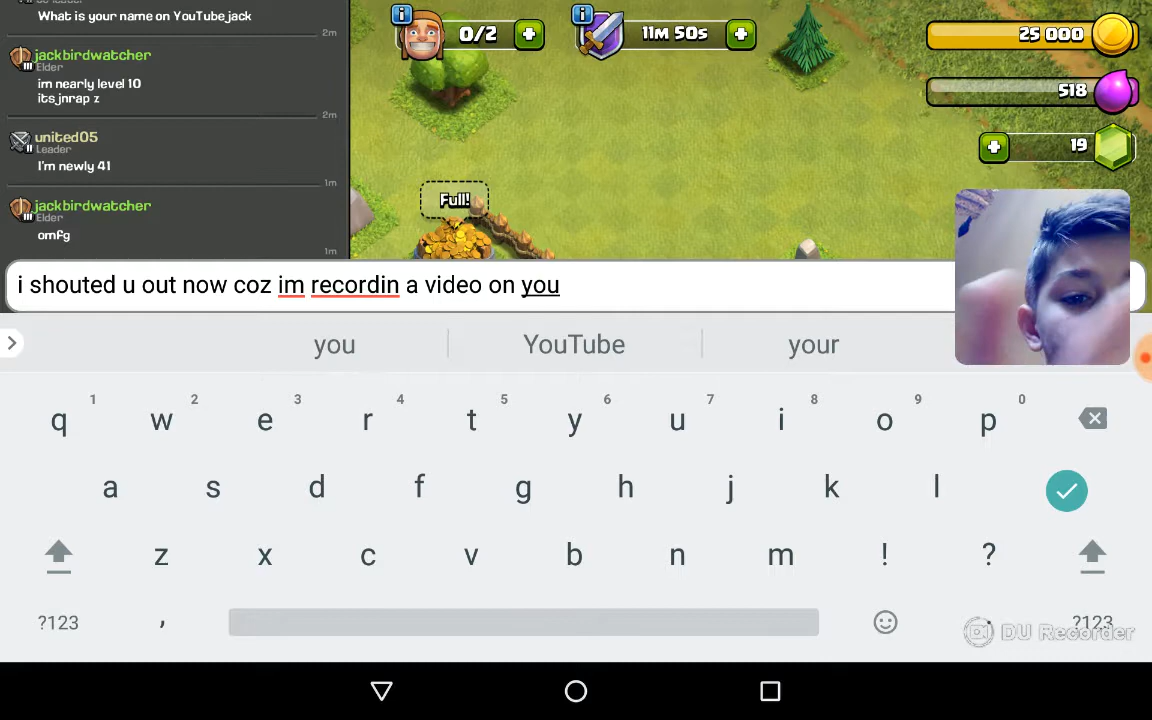 What is your name on YouTube jack
2m
jackbirdwatcher
Elder
im nearly level 10
itsjnrap z
2m
united05
Leader
I'm newly 41
1m
jackbirdwatcher
Elder
omfg
1m
0/2
11M 50s
25 000
518
19
Full!
i shouted u out now coz im recordin a video on you
you YouTube your
1 2 3 4 5 6 7 8 9 0
q w e r t y u i o p
a s d f g h j k l
z x c v b n m ! ?
?123 , . ?123
DU Recorder